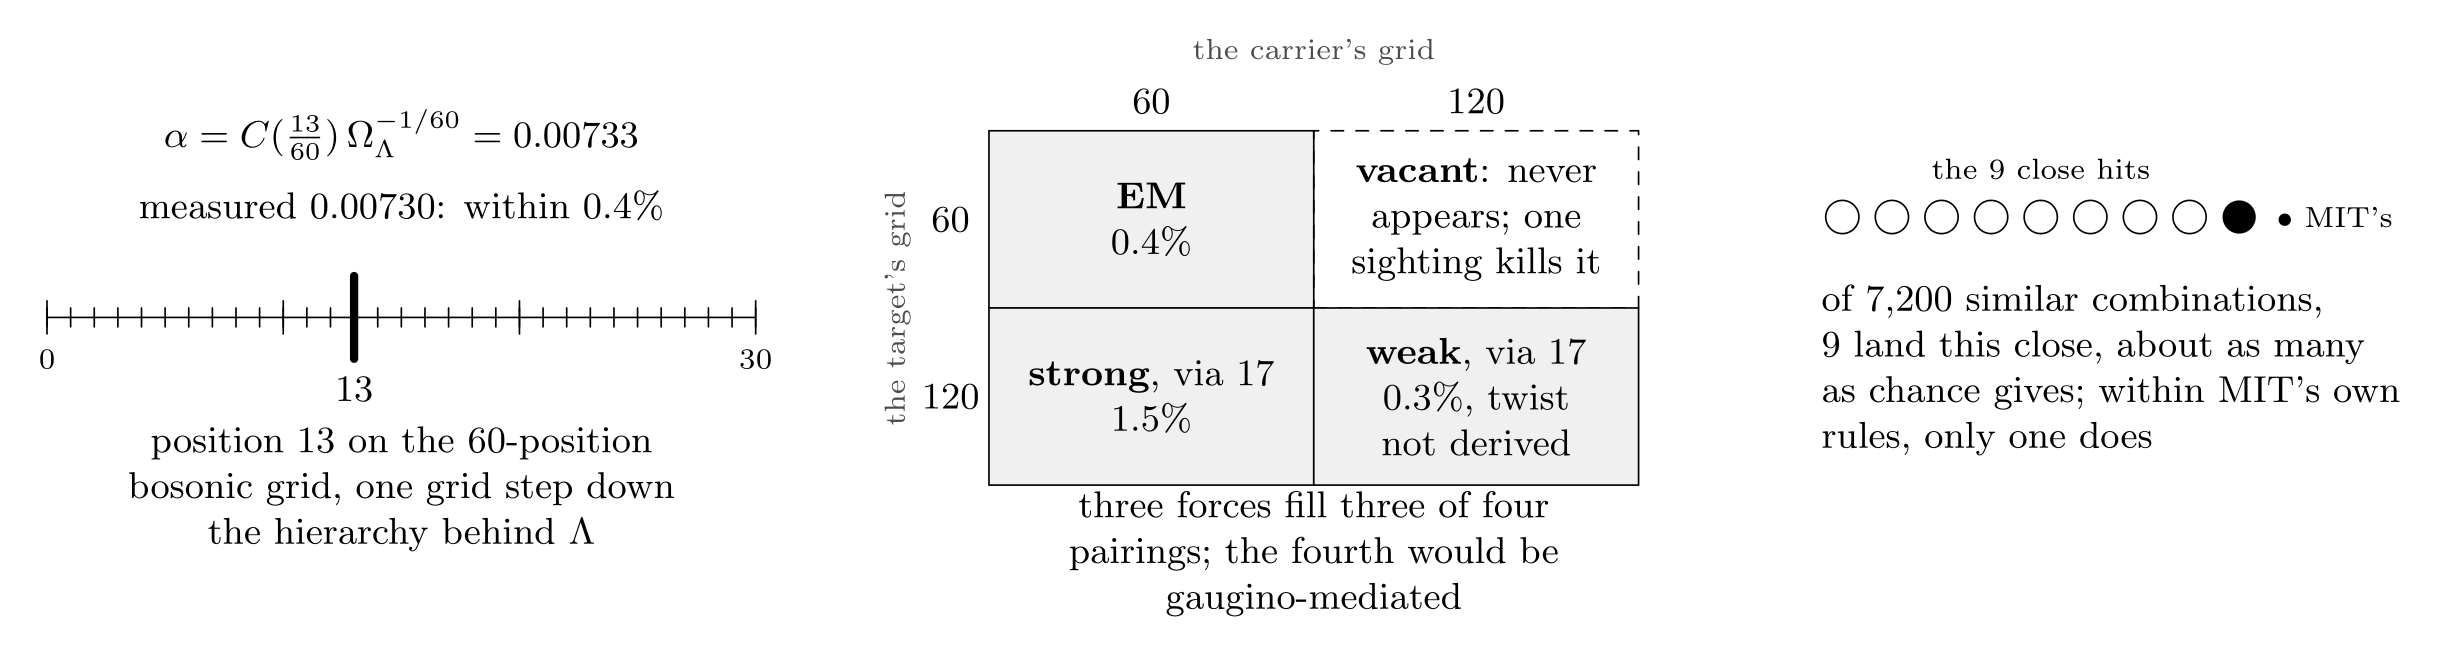 α = C(13/60) Ω_Λ^{−1/60} = 0.00733
measured 0.00730: within 0.4%
0
30
13
position 13 on the 60-position
bosonic grid, one grid step down
the hierarchy behind Λ
the carrier's grid
60
120
the target's grid
60
120
EM
0.4%
vacant: never
appears; one
sighting kills it
strong, via 17
1.5%
weak, via 17
0.3%, twist
not derived
three forces fill three of four
pairings; the fourth would be
gaugino-mediated
the 9 close hits
• MIT's
of 7,200 similar combinations,
9 land this close, about as many
as chance gives; within MIT's own
rules, only one does